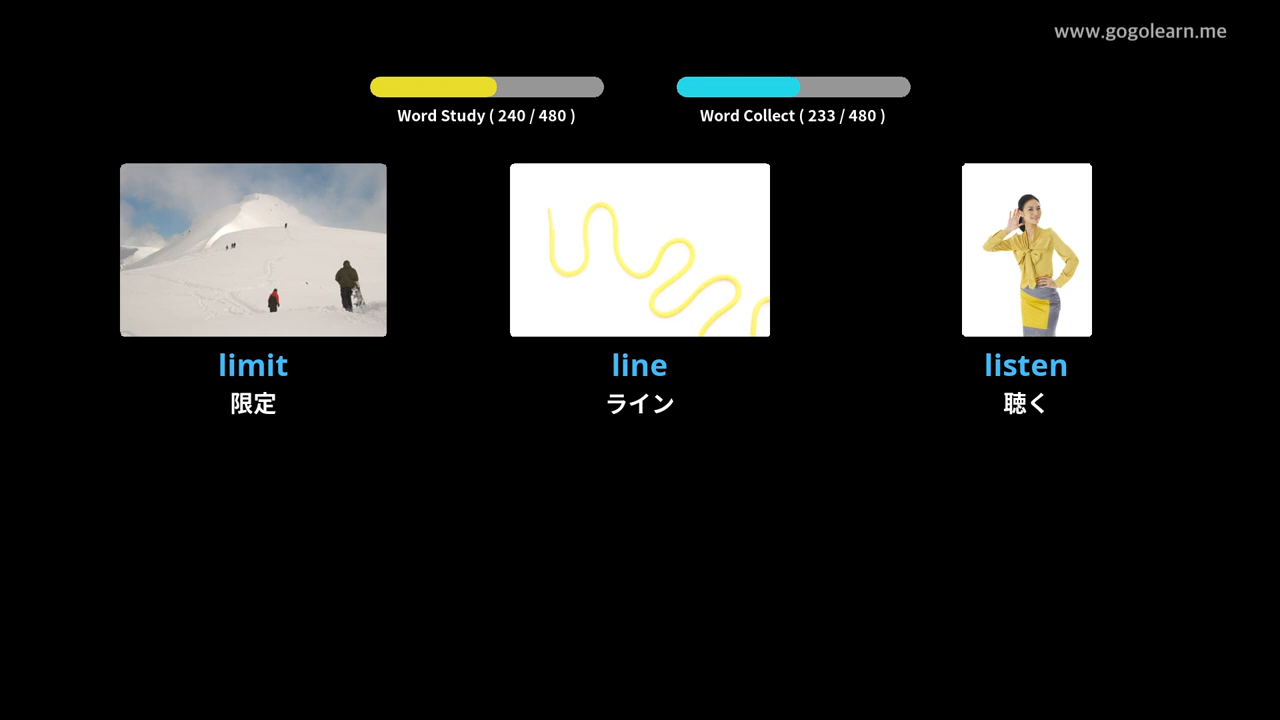 www.gogolearn.me
Word Study ( 240 / 480 )
Word Collect ( 233 / 480 )
limit
限定
line
ライン
listen
聴く